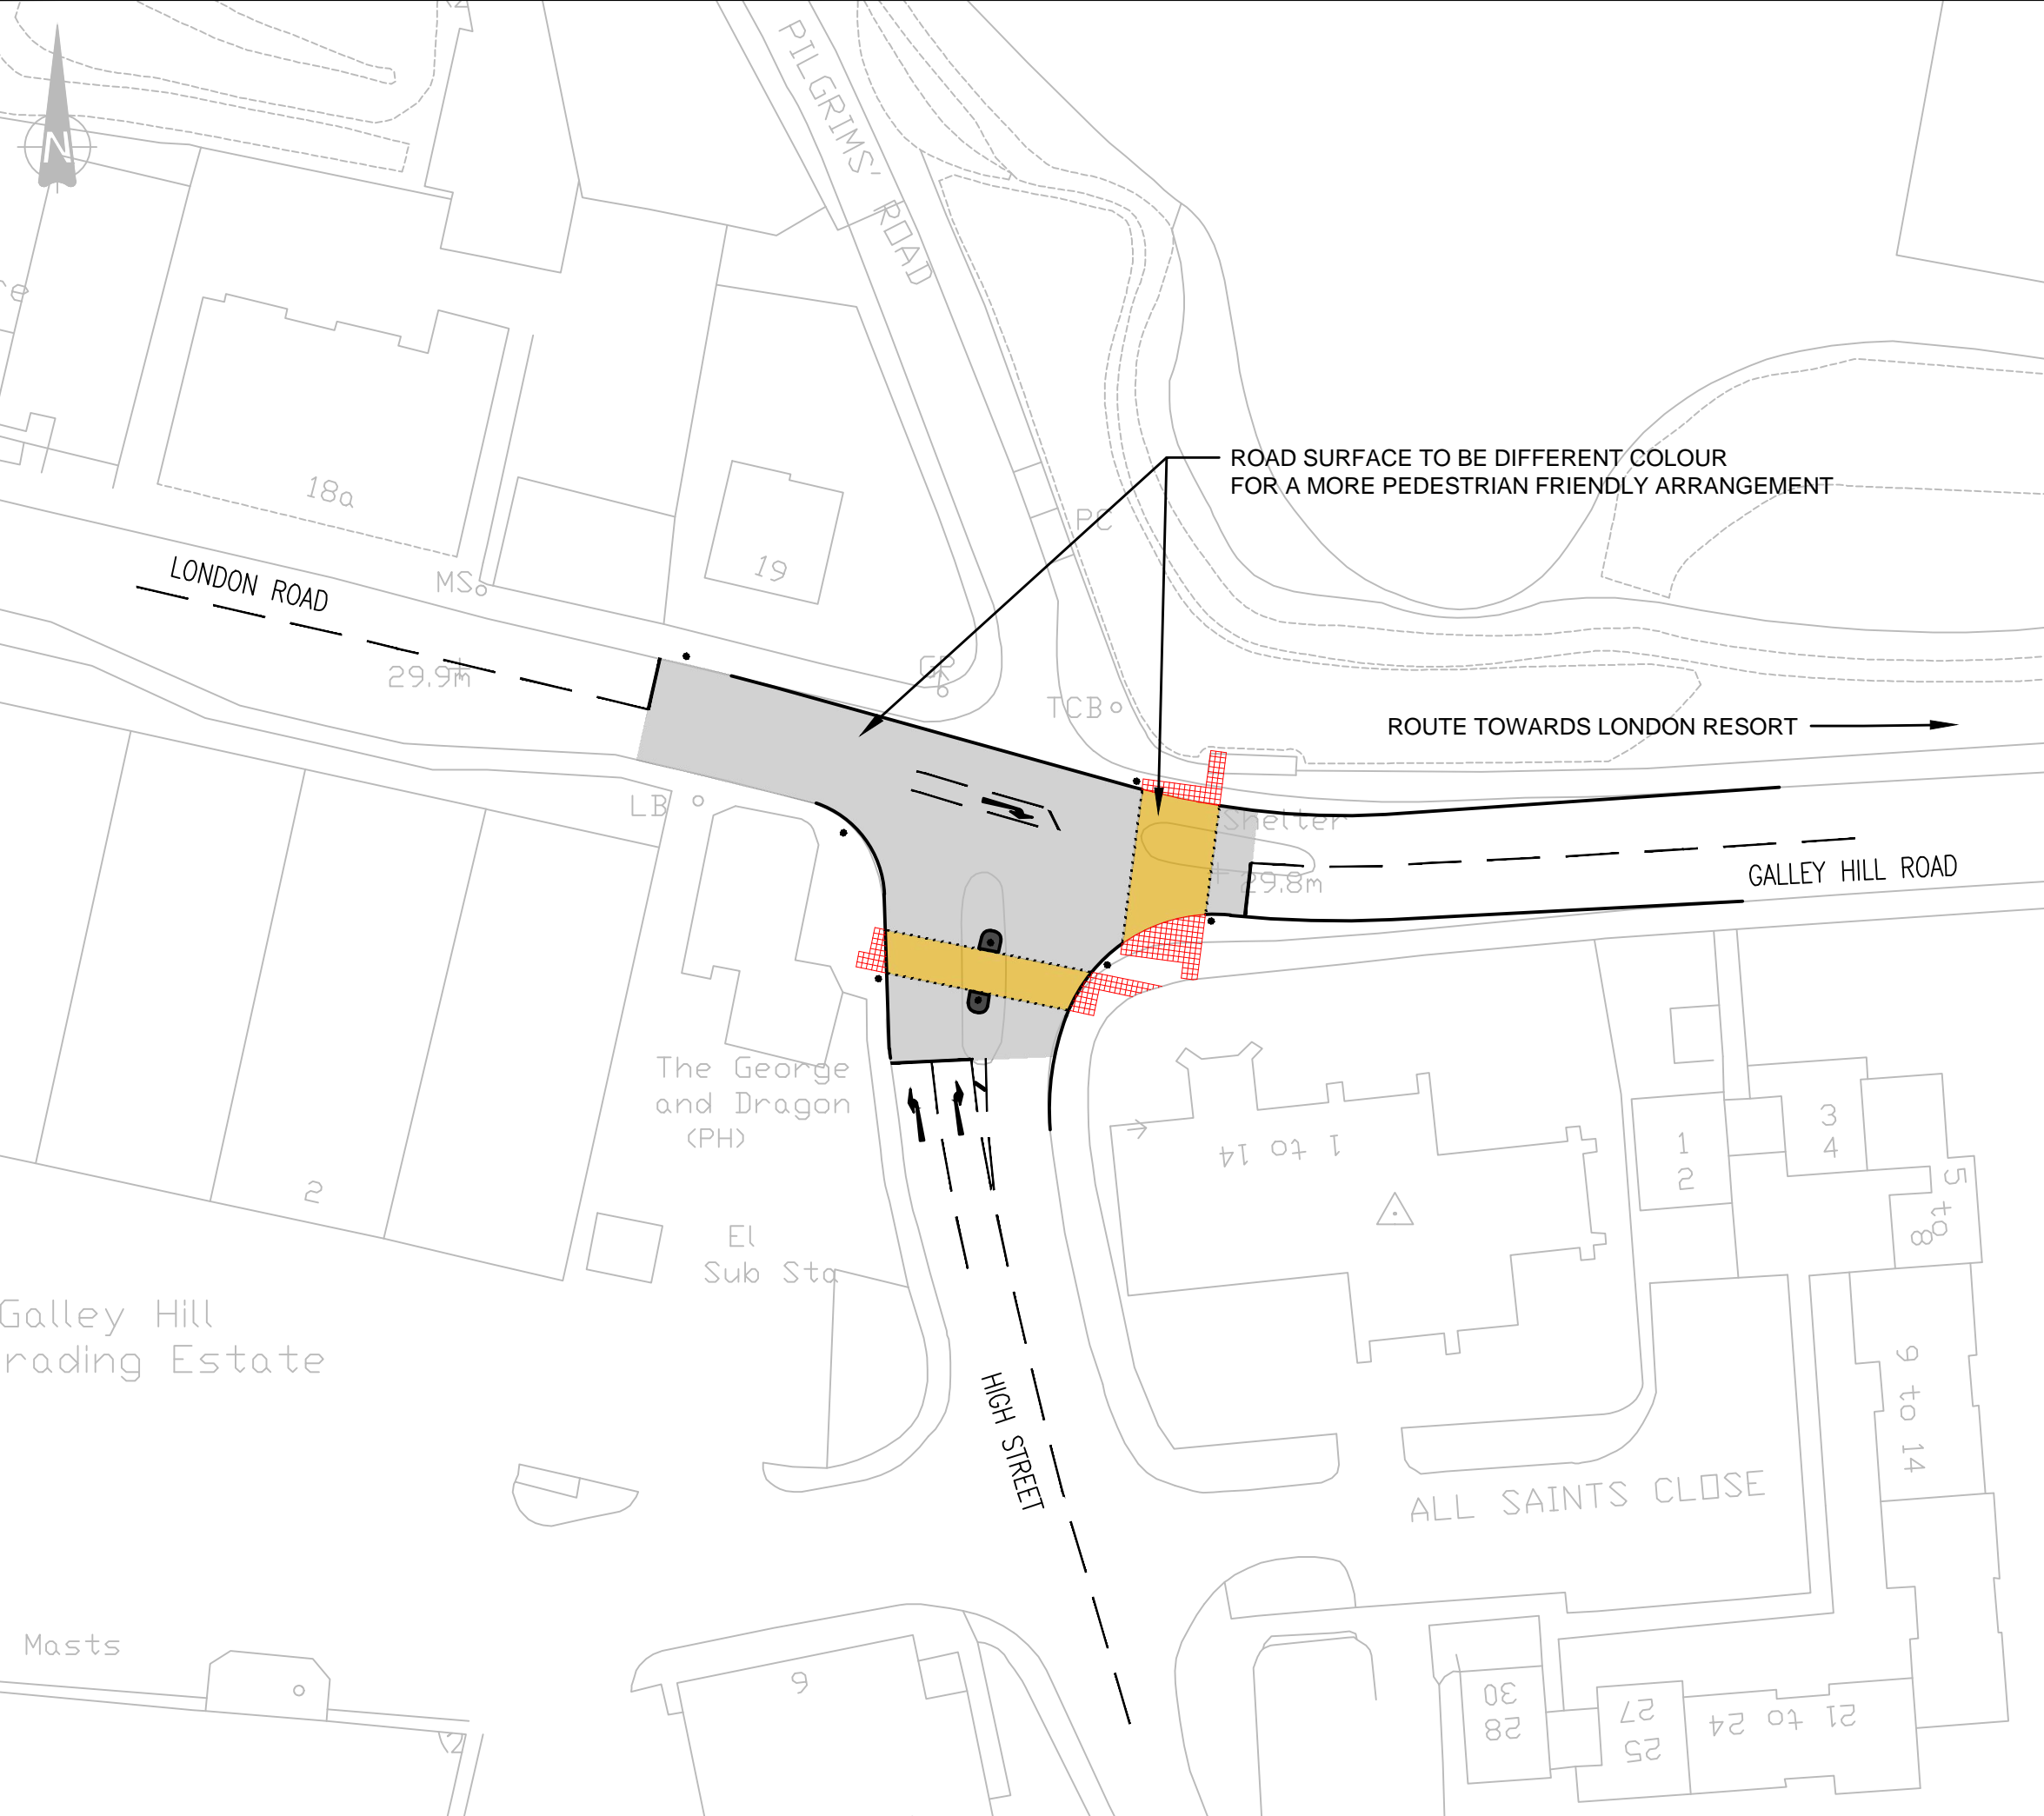 N
PILGRIMS' ROAD
18a
19
MS
LONDON ROAD
29.9m
PC
ROAD SURFACE TO BE DIFFERENT COLOUR
FOR A MORE PEDESTRIAN FRIENDLY ARRANGEMENT
GP
TCB
ROUTE TOWARDS LONDON RESORT
LB
Shelter
29.8m
GALLEY HILL ROAD
The George
and Dragon
(PH)
1 to 14
1
2
3
4
5 to 8
2
El
Sub Sta
Galley Hill
rading Estate
HIGH STREET
9 to 14
ALL SAINTS CLOSE
Masts
6
30
28
27
25
21 to 24